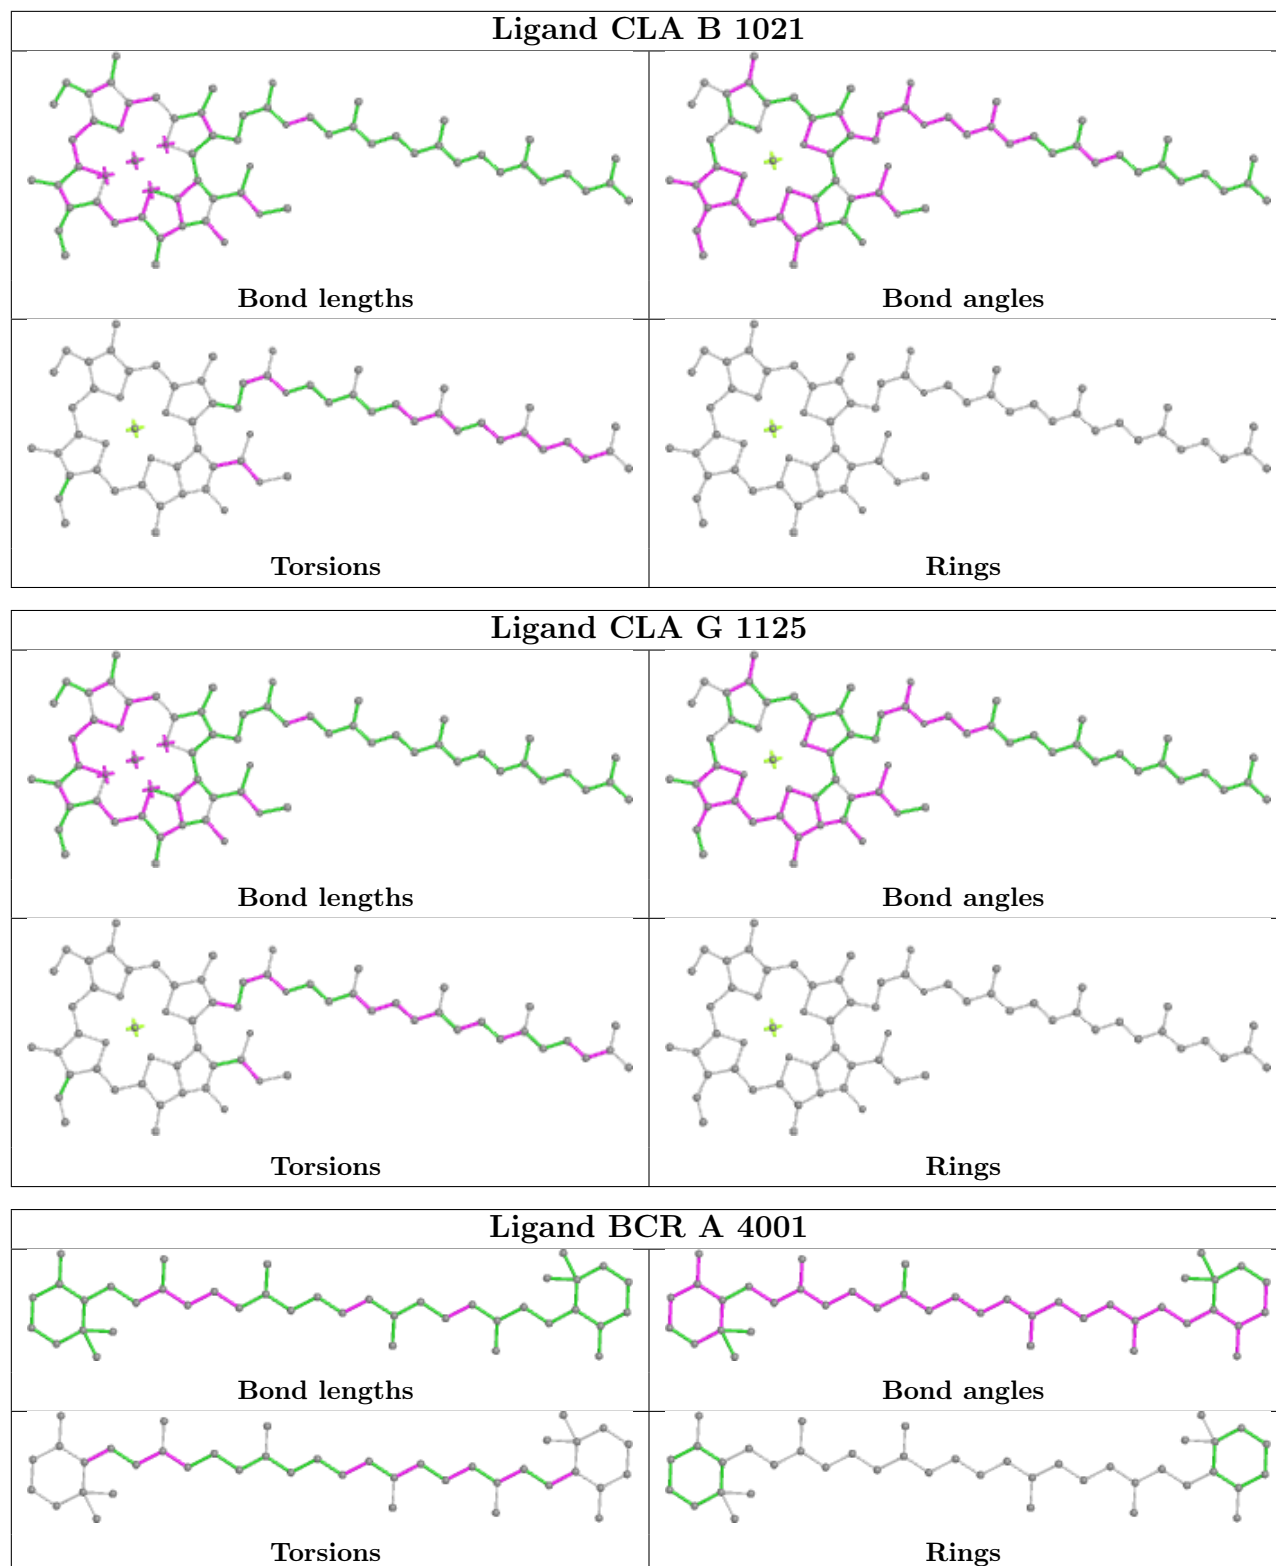 Ligand CLA B 1021
Bond lengths
Bond angles
Torsions
Rings
Ligand CLA G 1125
Bond lengths
Bond angles
Torsions
Rings
Ligand BCR A 4001
Bond lengths
Bond angles
Torsions
Rings